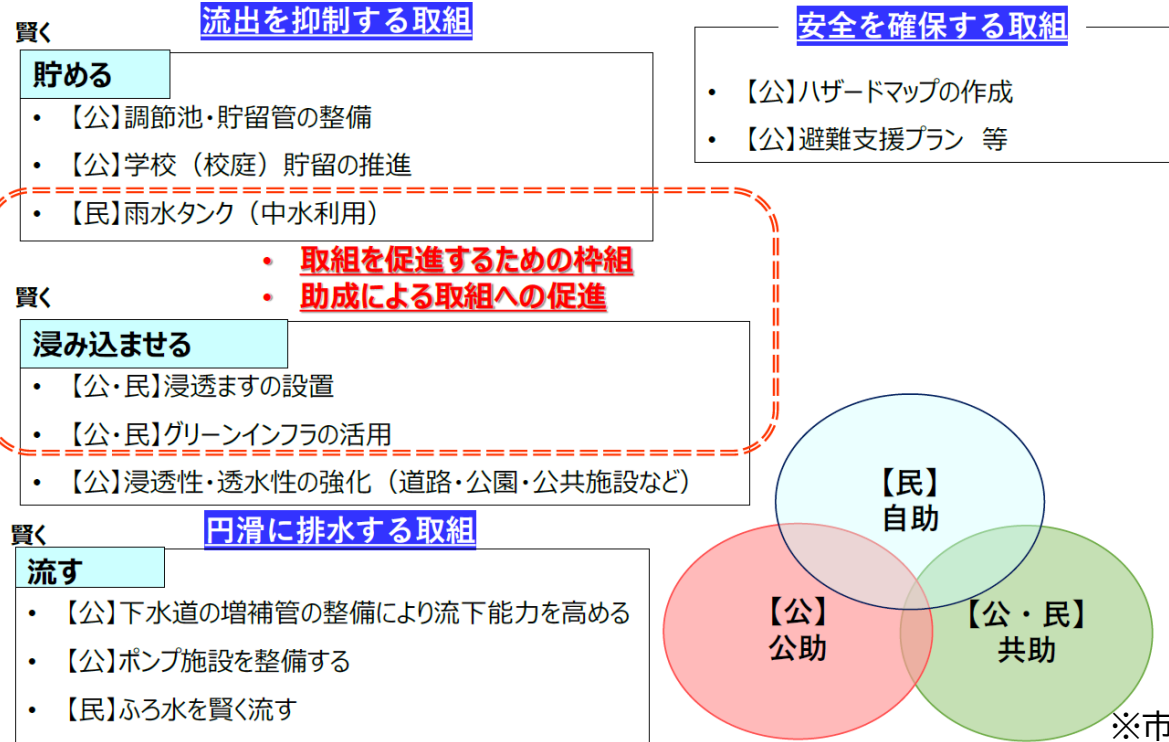 流出を抑制する取組
賢く
貯める
• 【公】調節池・貯留管の整備
• 【公】学校（校庭）貯留の推進
• 【民】雨水タンク（中水利用）
• 取組を促進するための枠組
• 助成による取組への促進
賢く
浸み込ませる
• 【公・民】浸透ますの設置
• 【公・民】グリーンインフラの活用
• 【公】浸透性・透水性の強化（道路・公園・公共施設など）
円滑に排水する取組
賢く
流す
• 【公】下水道の増補管の整備により流下能力を高める
• 【公】ポンプ施設を整備する
• 【民】ふろ水を賢く流す
安全を確保する取組
• 【公】ハザードマップの作成
• 【公】避難支援プラン 等
【民】
自助
【公】
公助
【公・民】
共助
※市